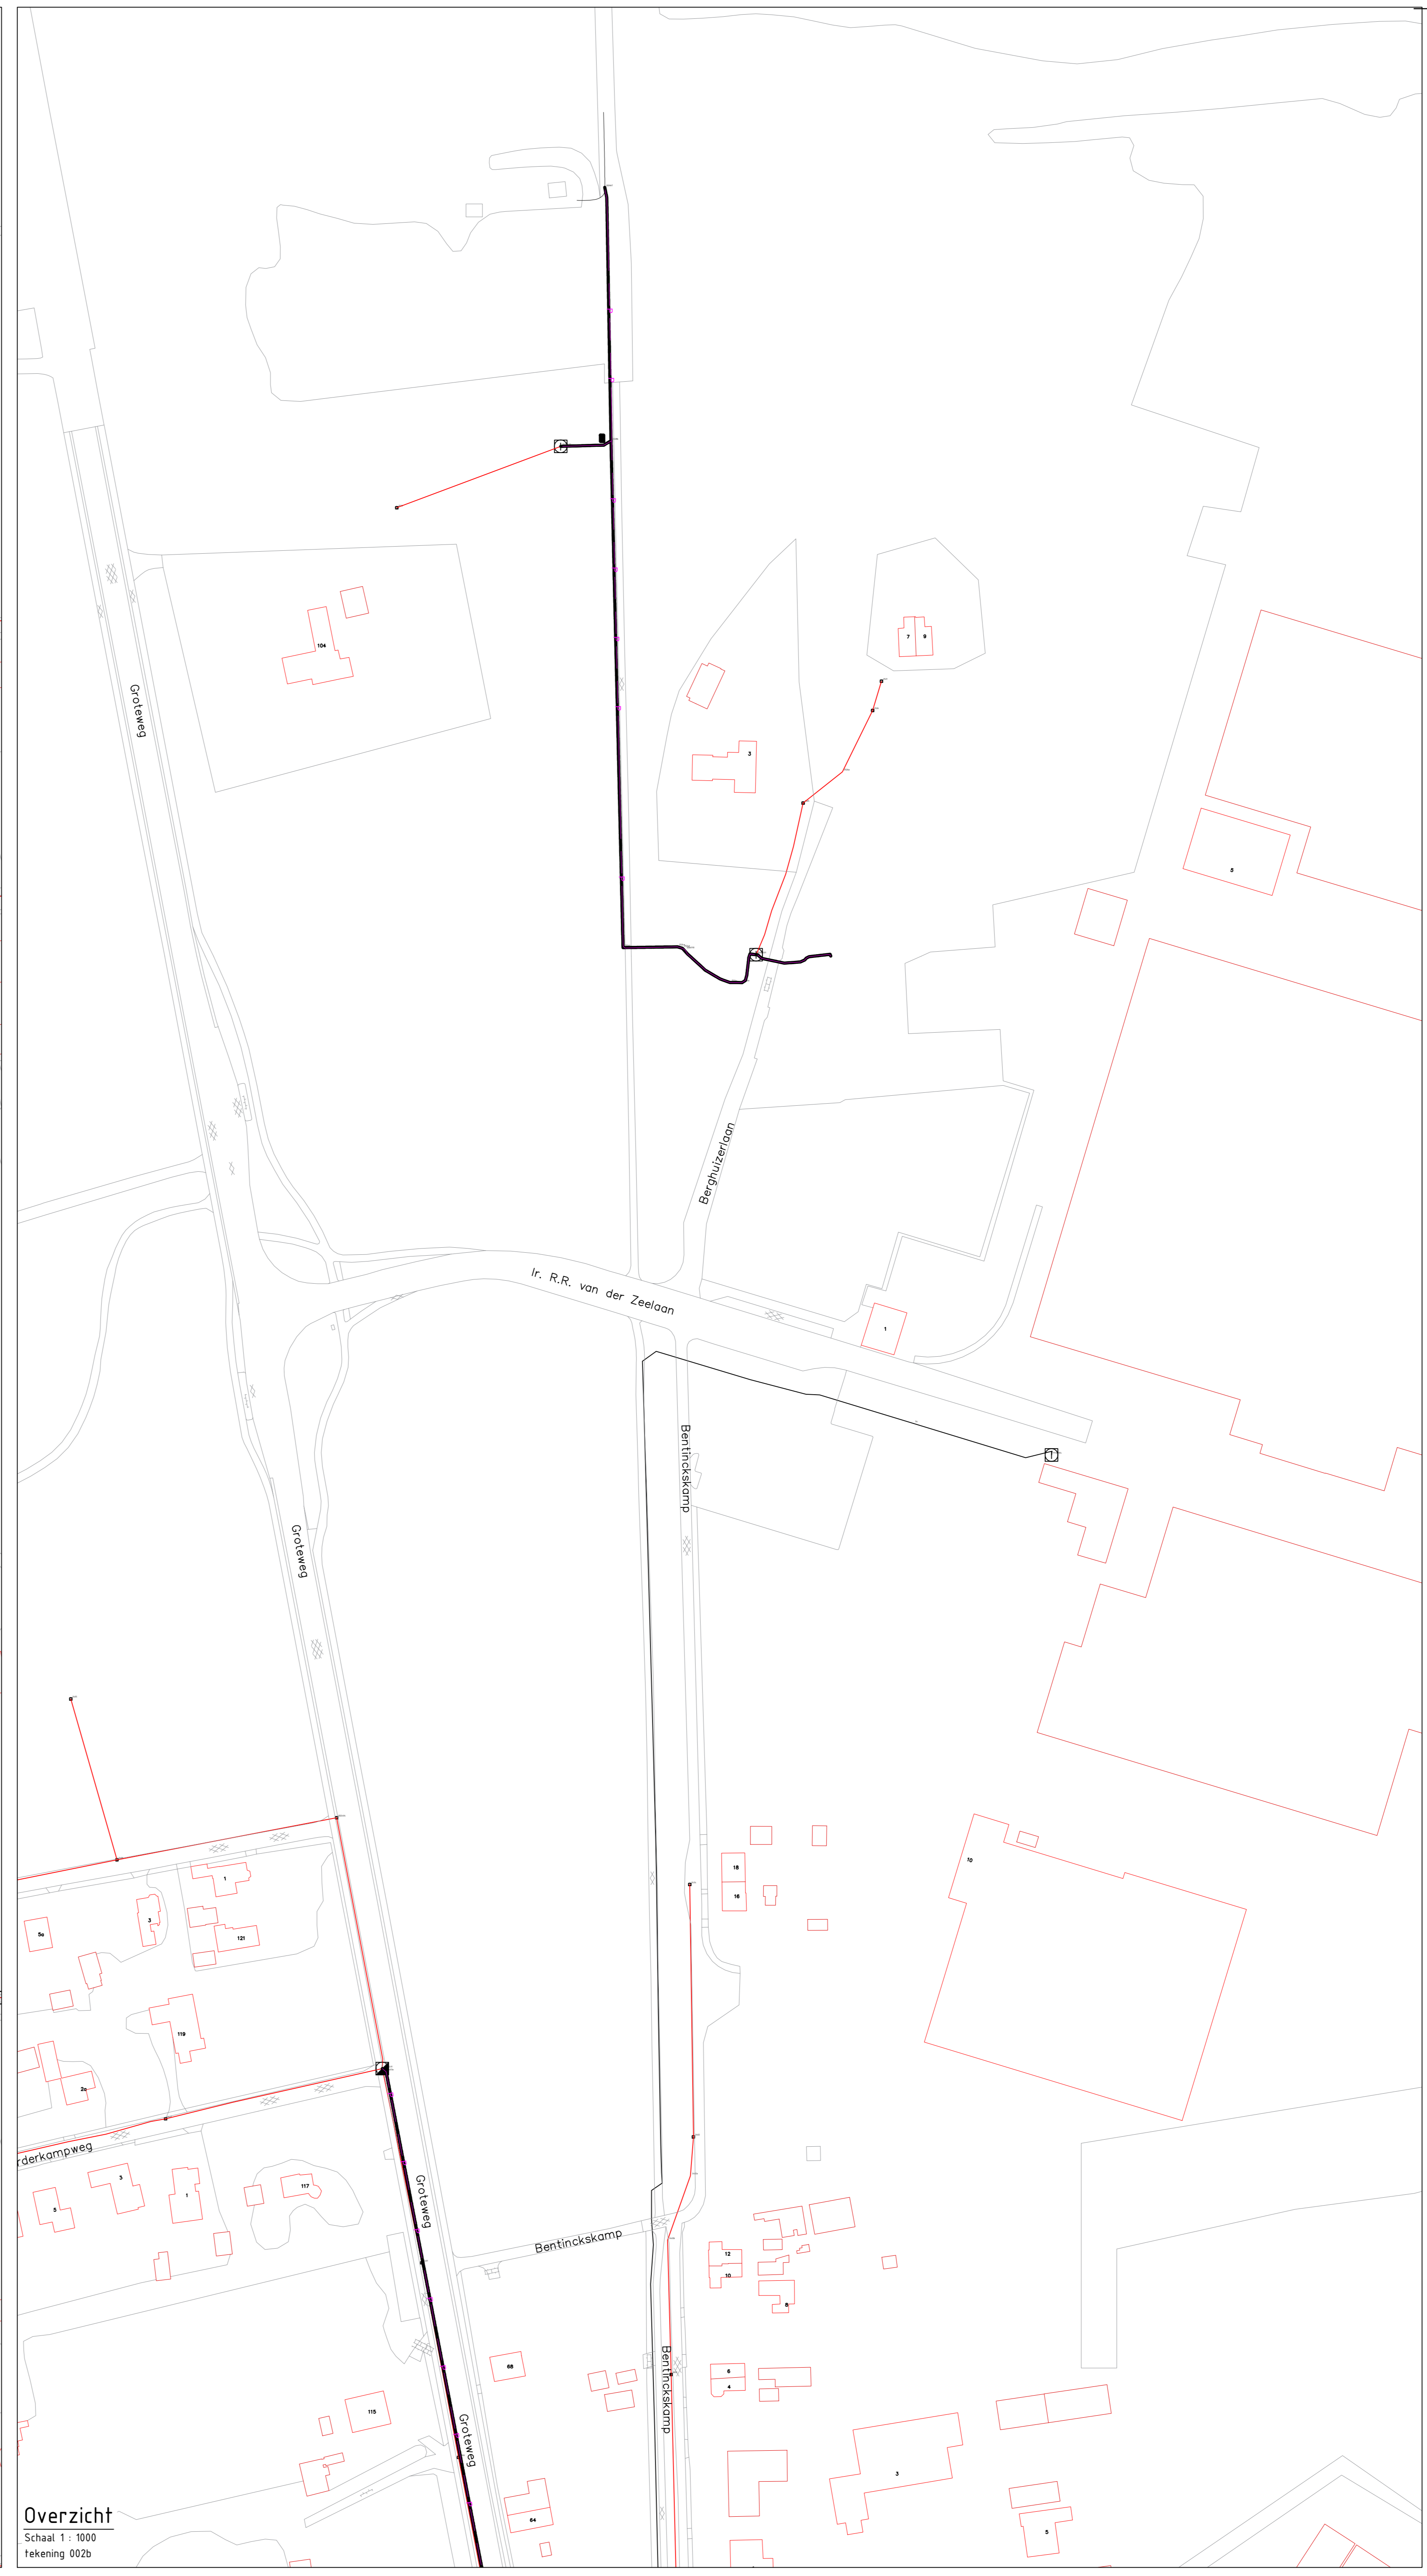 104
7
9
Groteweg
3
5
Berghuizerlaan
Ir. R.R. van der Zeelaan
1
Bentinckskamp
Groteweg
18
16
10
1
3
5a
121
119
2a
rderkampweg
3
1
5
117
Groteweg
Bentinckskamp
12
10
8
68
6
4
Bentinckskamp
115
Groteweg
3
64
5
Overzicht
Schaal 1 : 1000
tekening 002b